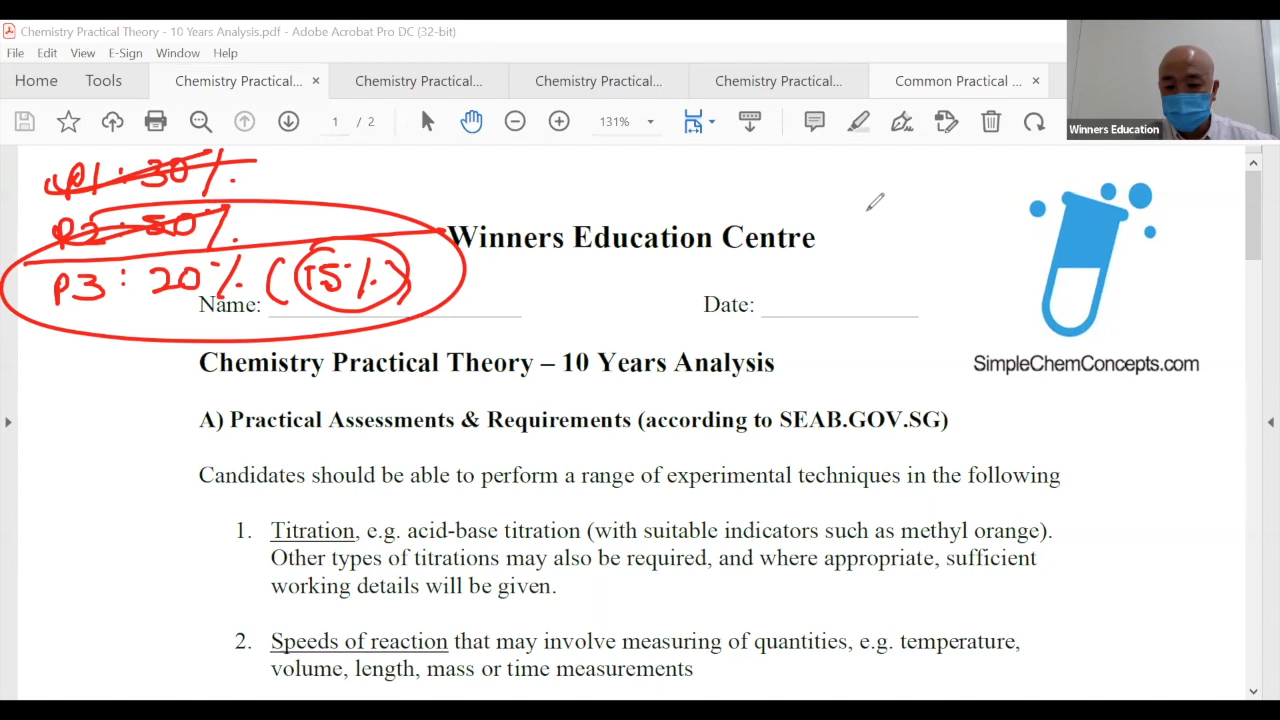 Chemistry Practical Theory - 10 Years Analysis.pdf - Adobe Acrobat Pro DC (32-bit)
File Edit View E-Sign Window Help
Home Tools Chemistry Practical... × Chemistry Practical... Chemistry Practical... Chemistry Practical... Common Practical ... ×
1 / 2 131%
Winners Education
P1 : 30%.
P2 : 50%.
P3 : 20% (15%)
Winners Education Centre
Name: Date:
SimpleChemConcepts.com
Chemistry Practical Theory – 10 Years Analysis
A) Practical Assessments & Requirements (according to SEAB.GOV.SG)
Candidates should be able to perform a range of experimental techniques in the following
1. Titration, e.g. acid-base titration (with suitable indicators such as methyl orange).
Other types of titrations may also be required, and where appropriate, sufficient
working details will be given.
2. Speeds of reaction that may involve measuring of quantities, e.g. temperature,
volume, length, mass or time measurements